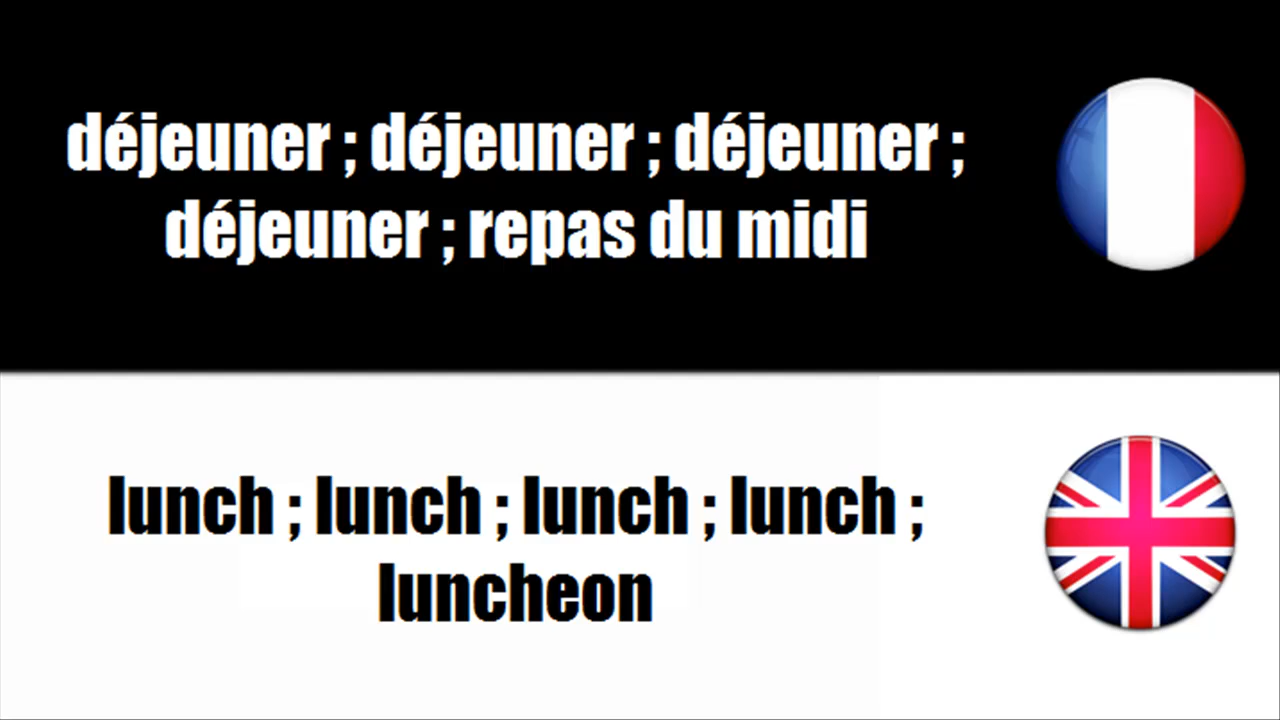 déjeuner ; déjeuner ; déjeuner ;
déjeuner ; repas du midi
lunch ; lunch ; lunch ; lunch ;
luncheon